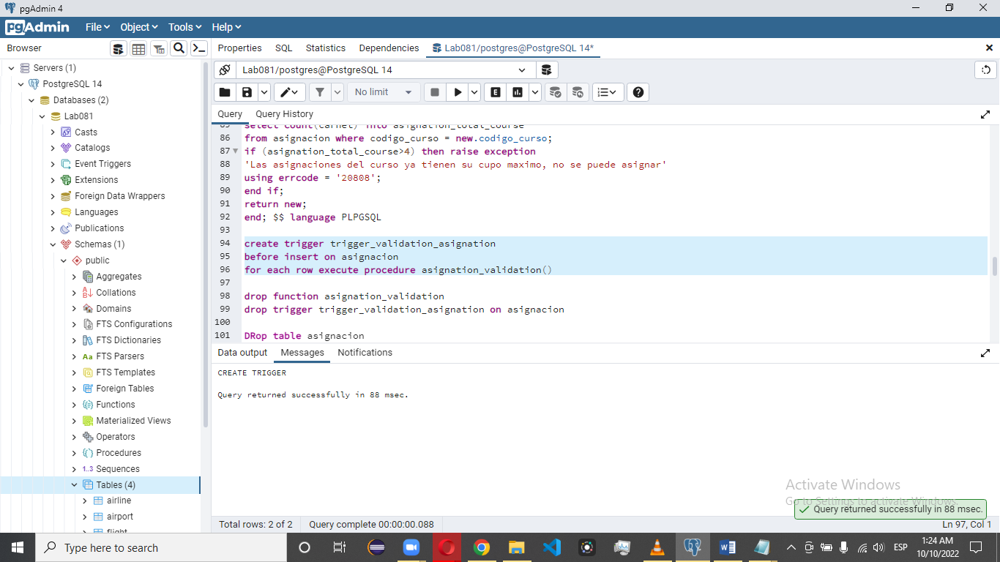 pgAdmin 4
pgAdmin File Object Tools Help
Browser
Properties SQL Statistics Dependencies Lab081/postgres@PostgreSQL 14*
Servers (1)
PostgreSQL 14
Databases (2)
Lab081
Casts
Catalogs
Event Triggers
Extensions
Foreign Data Wrappers
Languages
Publications
Schemas (1)
public
Aggregates
Collations
Domains
FTS Configurations
FTS Dictionaries
FTS Parsers
FTS Templates
Foreign Tables
Functions
Materialized Views
Operators
Procedures
1..3 Sequences
Tables (4)
airline
airport
flight
Lab081/postgres@PostgreSQL 14
No limit
Query Query History
85 select count(carnet) into asignation_total_course
86 from asignacion where codigo_curso = new.codigo_curso;
87 if (asignation_total_course>4) then raise exception
88 'Las asignaciones del curso ya tienen su cupo maximo, no se puede asignar'
89 using errcode = '20808';
90 end if;
91 return new;
92 end; $$ language PLPGSQL
93
94 create trigger trigger_validation_asignation
95 before insert on asignacion
96 for each row execute procedure asignation_validation()
97
98 drop function asignation_validation
99 drop trigger trigger_validation_asignation on asignacion
100
101 DRop table asignacion
Data output Messages Notifications
CREATE TRIGGER
Query returned successfully in 88 msec.
Activate Windows
Go to Settings to activate Windows.
Query returned successfully in 88 msec.
Total rows: 2 of 2 Query complete 00:00:00.088 Ln 97, Col 1
Type here to search
ESP
1:24 AM
10/10/2022